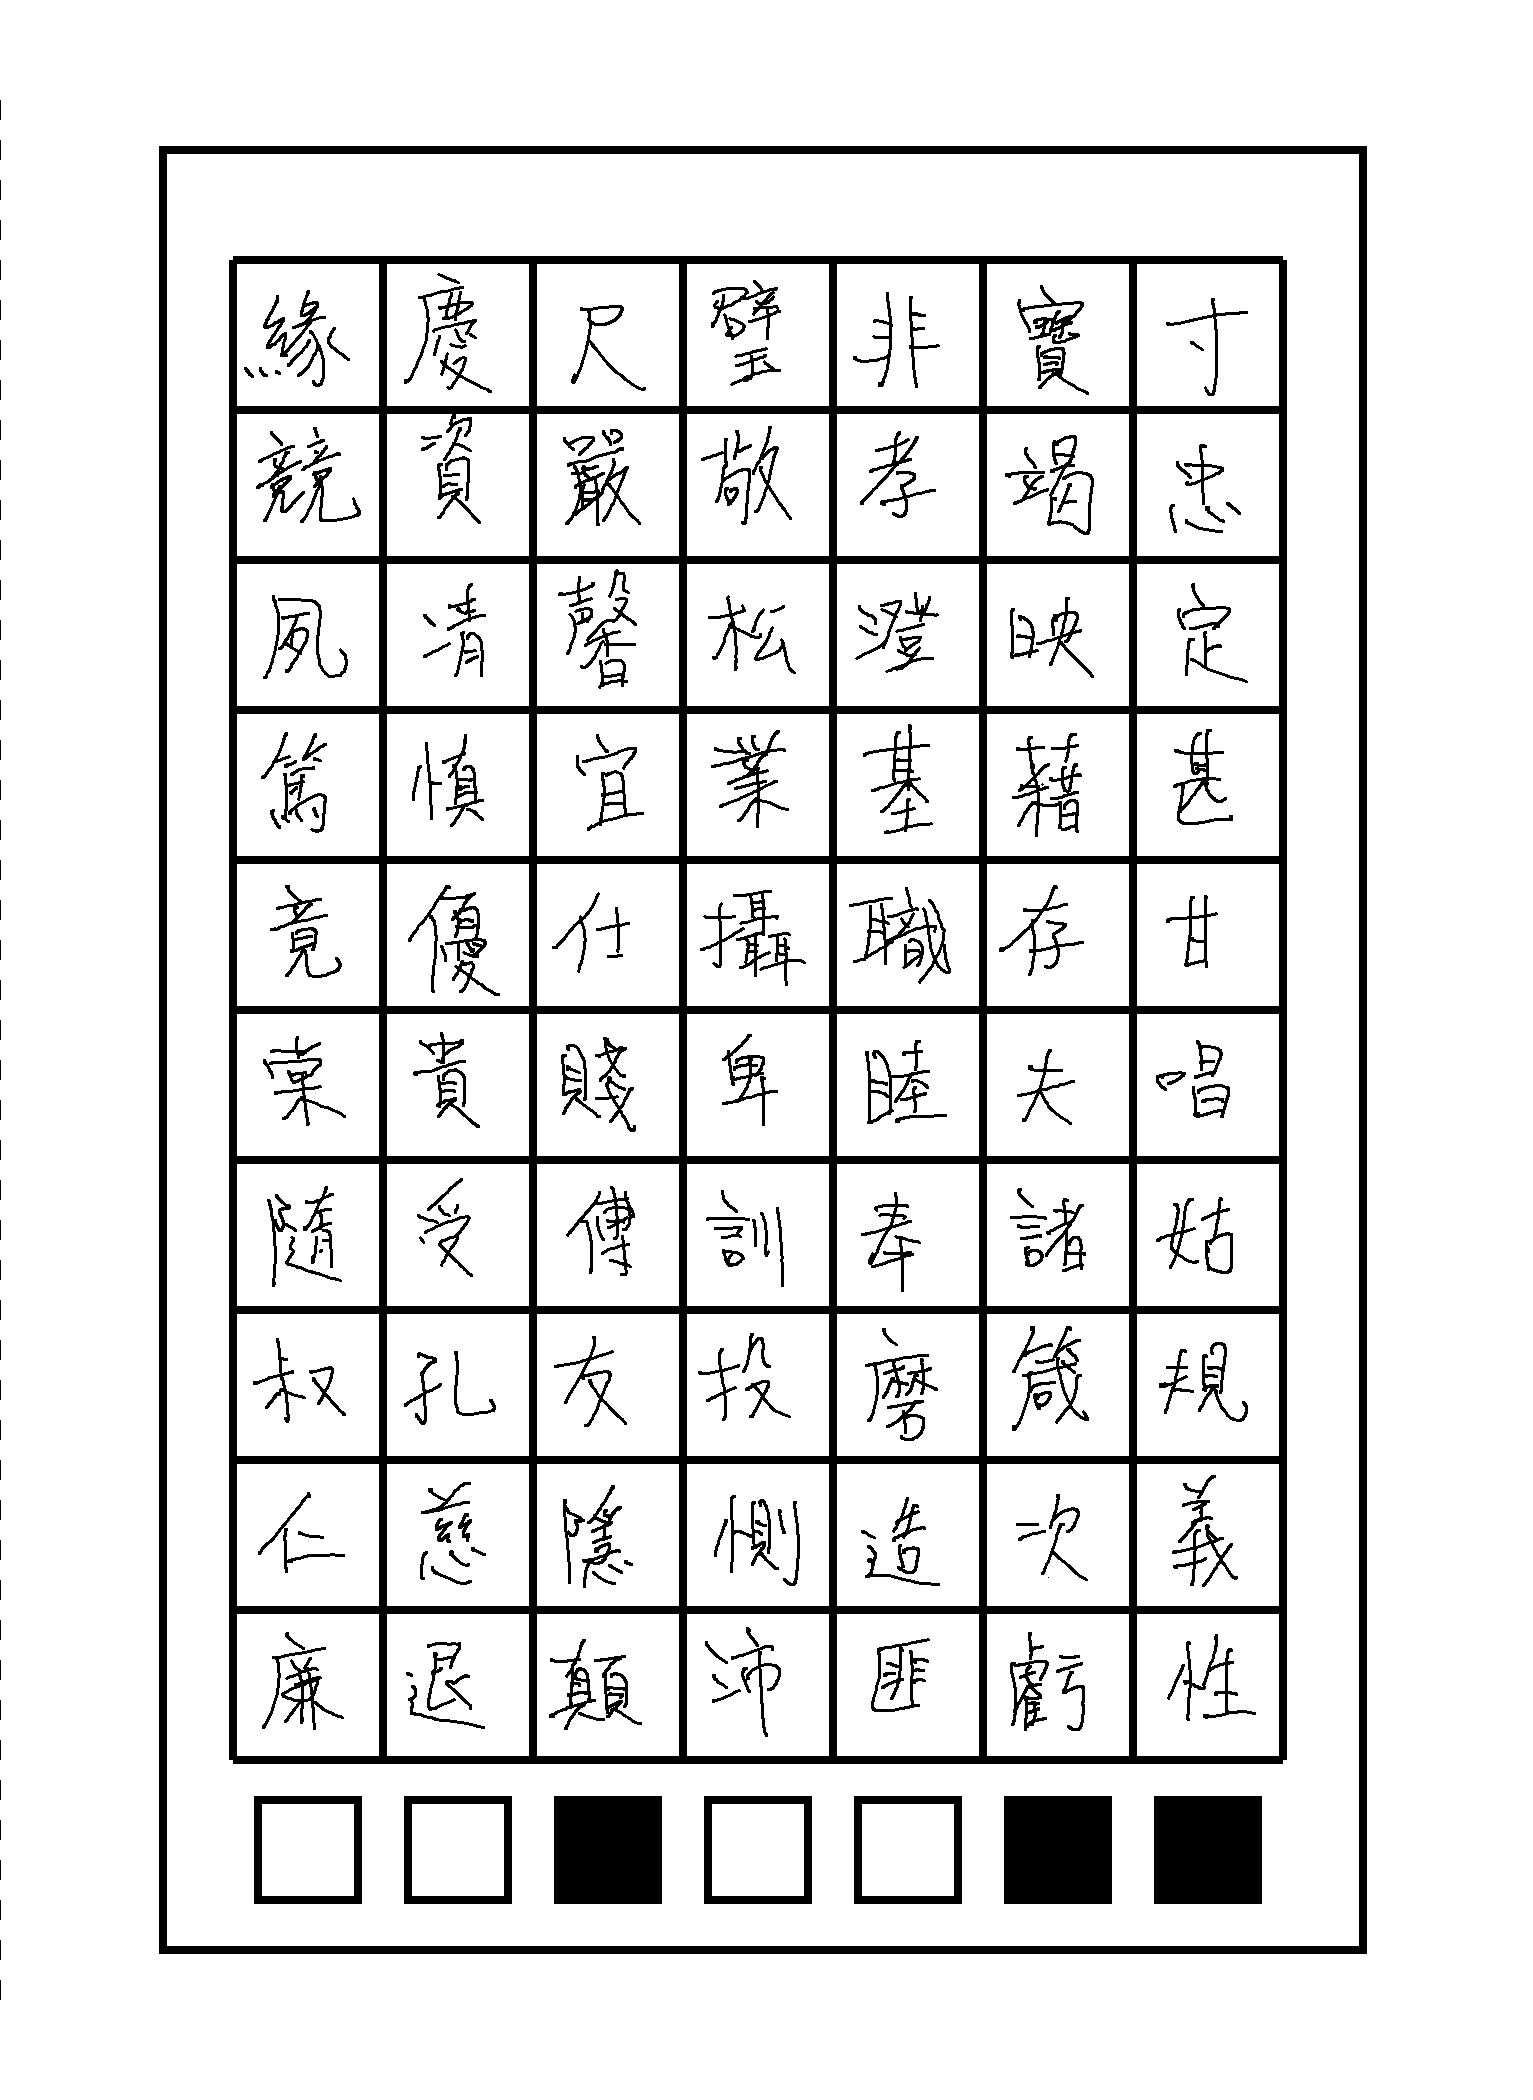 緣慶尺璧非寶寸
競資嚴敬孝竭忠
夙凊馨松澄映定
篤慎宜業基藉甚
竟優仕攝職存甘
棠貴賤卑睦夫唱
隨受傅訓奉諸姑
叔孔友投磨箴規
仁慈隱惻造次義
廉退顛沛匪虧性